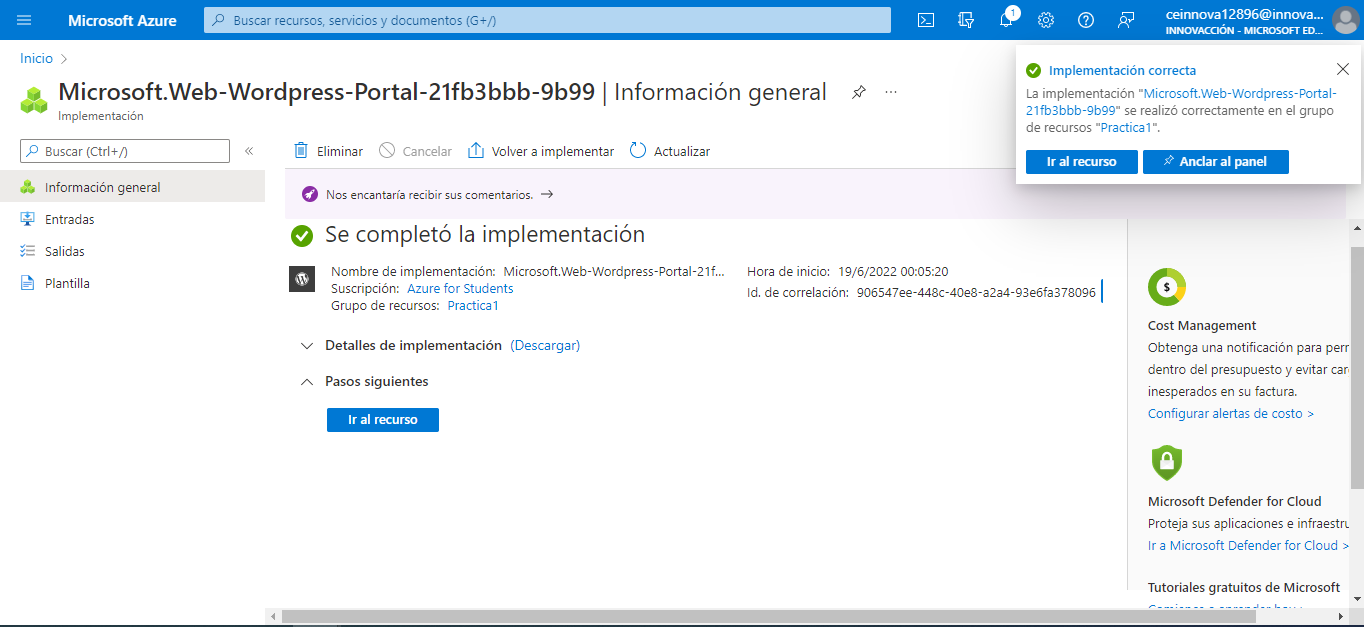 Microsoft Azure
Buscar recursos, servicios y documentos (G+/)
1
ceinnova12896@innova...
INNOVACCIÓN - MICROSOFT ED...
Inicio >
Microsoft.Web-Wordpress-Portal-21fb3bbb-9b99 | Información general
...
Implementación
Implementación correcta
La implementación "Microsoft.Web-Wordpress-Portal-
21fb3bbb-9b99" se realizó correctamente en el grupo
de recursos "Practica1".
Ir al recurso
Anclar al panel
Buscar (Ctrl+/)
«
Información general
Entradas
Salidas
Plantilla
Eliminar
Cancelar
Volver a implementar
Actualizar
Nos encantaría recibir sus comentarios. →
Se completó la implementación
Nombre de implementación: Microsoft.Web-Wordpress-Portal-21f...
Suscripción: Azure for Students
Grupo de recursos: Practica1
Hora de inicio: 19/6/2022 00:05:20
Id. de correlación: 906547ee-448c-40e8-a2a4-93e6fa378096
Detalles de implementación (Descargar)
Pasos siguientes
Ir al recurso
$
Cost Management
Obtenga una notificación para perr
dentro del presupuesto y evitar car
inesperados en su factura.
Configurar alertas de costo >
Microsoft Defender for Cloud
Proteja sus aplicaciones e infraestru
Ir a Microsoft Defender for Cloud >
Tutoriales gratuitos de Microsoft